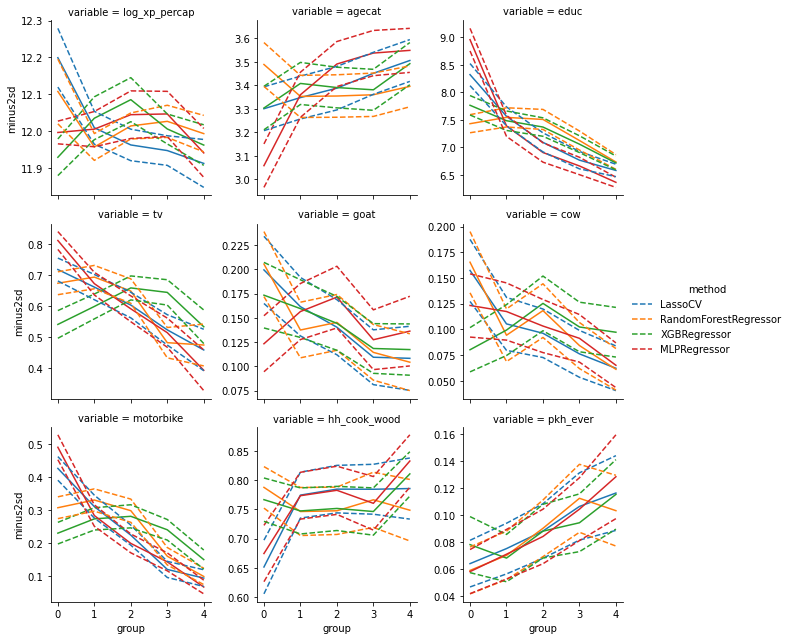 variable = log_xp_percap
variable = agecat
variable = educ
minus2sd
12.3
12.2
12.1
12.0
11.9
3.6
3.5
3.4
3.3
3.2
3.1
3.0
9.0
8.5
8.0
7.5
7.0
6.5
variable = tv
variable = goat
variable = cow
minus2sd
0.8
0.7
0.6
0.5
0.4
0.225
0.200
0.175
0.150
0.125
0.100
0.075
0.200
0.175
0.150
0.125
0.100
0.075
0.050
method
LassoCV
RandomForestRegressor
XGBRegressor
MLPRegressor
variable = motorbike
variable = hh_cook_wood
variable = pkh_ever
minus2sd
0.5
0.4
0.3
0.2
0.1
0.85
0.80
0.75
0.70
0.65
0.60
0.16
0.14
0.12
0.10
0.08
0.06
0.04
0 1 2 3 4
0 1 2 3 4
0 1 2 3 4
group
group
group